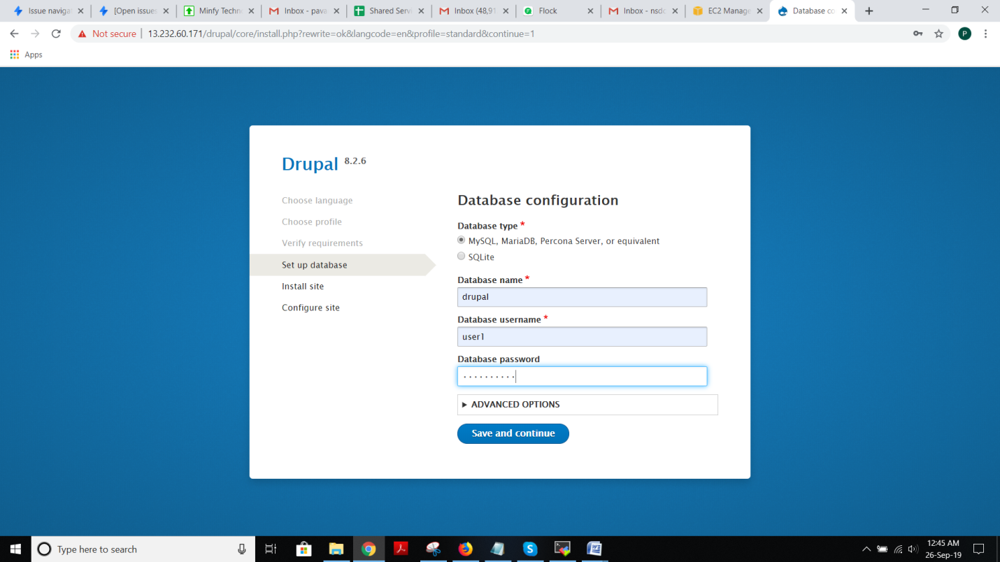 Issue naviga
[Open issues
Minfy Techn
Inbox - pava
Shared Servi
Inbox (48,91
Flock
Inbox - nsdc
EC2 Manage
Database co
Not secure
13.232.60.171/drupal/core/install.php?rewrite=ok&langcode=en&profile=standard&continue=1
P
Apps
Drupal 8.2.6
Choose language
Choose profile
Verify requirements
Set up database
Install site
Configure site
Database configuration
Database type *
MySQL, MariaDB, Percona Server, or equivalent
SQLite
Database name *
drupal
Database username *
user1
Database password
··········
ADVANCED OPTIONS
Save and continue
Type here to search
12:45 AM
26-Sep-19